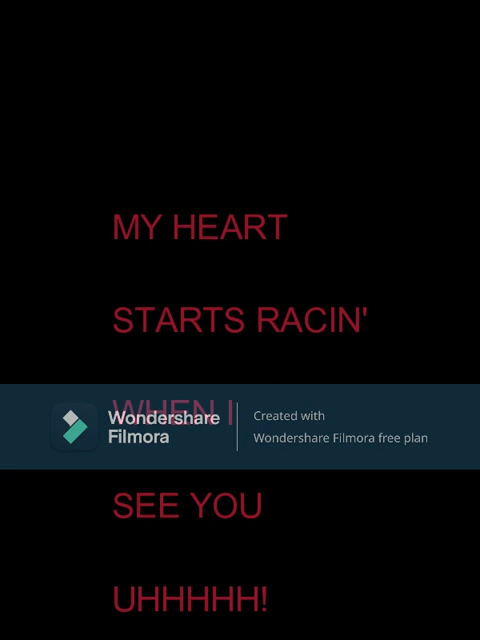 MY HEART
STARTS RACIN'
WHEN I
Wondershare
Filmora
Created with
Wondershare Filmora free plan
SEE YOU
UHHHHH!